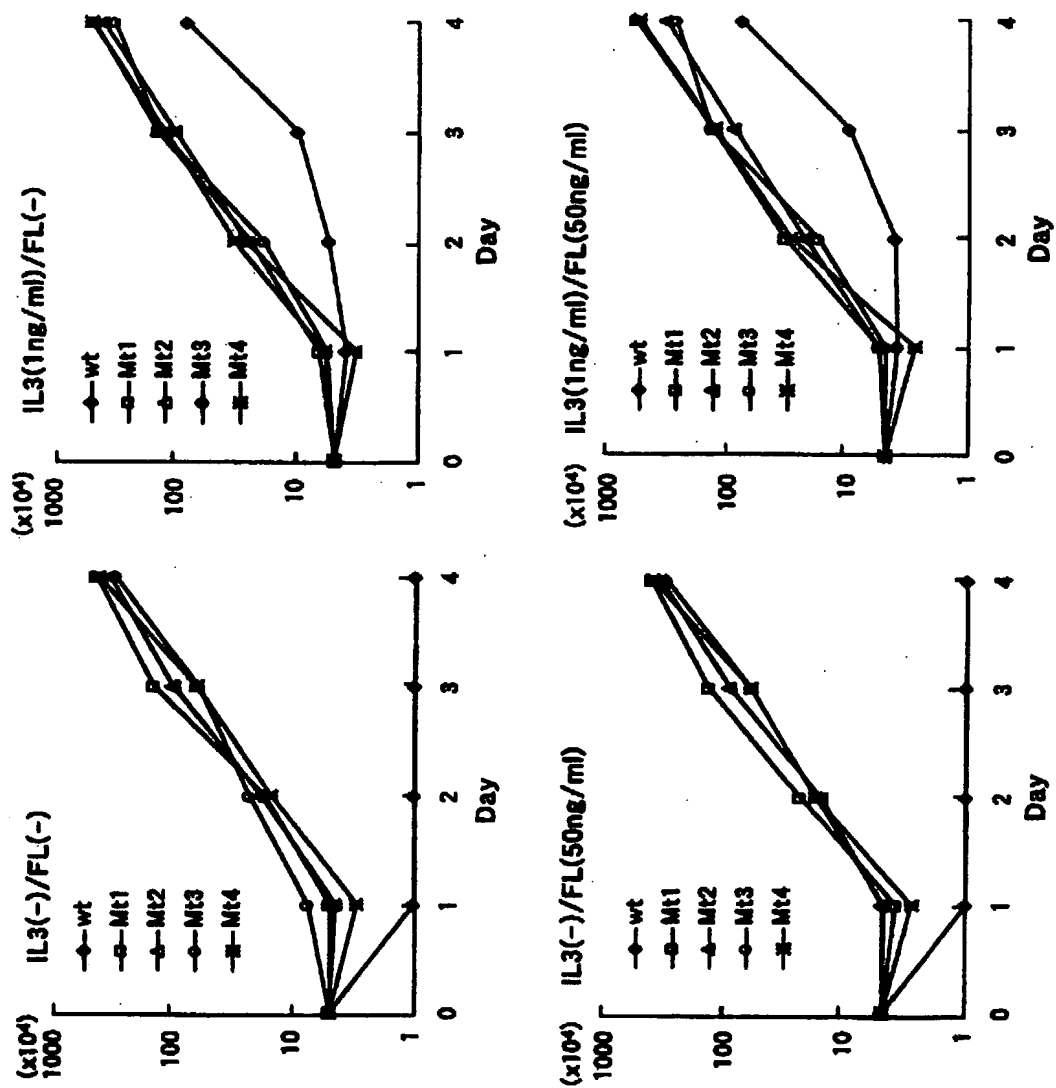 (x10⁴)
1000
100
10
1
IL3(-)/FL(-)
wt
Mt1
Mt2
Mt3
Mt4
0 1 2 3 4
Day
(x10⁴)
1000
100
10
1
IL3(1ng/ml)/FL(-)
wt
Mt1
Mt2
Mt3
Mt4
0 1 2 3 4
Day
(x10⁴)
1000
100
10
1
IL3(-)/FL(50ng/ml)
wt
Mt1
Mt2
Mt3
Mt4
0 1 2 3 4
Day
(x10⁴)
1000
100
10
1
IL3(1ng/ml)/FL(50ng/ml)
wt
Mt1
Mt2
Mt3
Mt4
0 1 2 3 4
Day